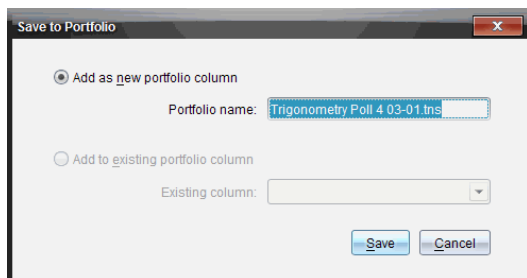 Save to Portfolio
Add as new portfolio column
Portfolio name: Trigonometry Poll 4 03-01.tns
Add to existing portfolio column
Existing column:
Save Cancel